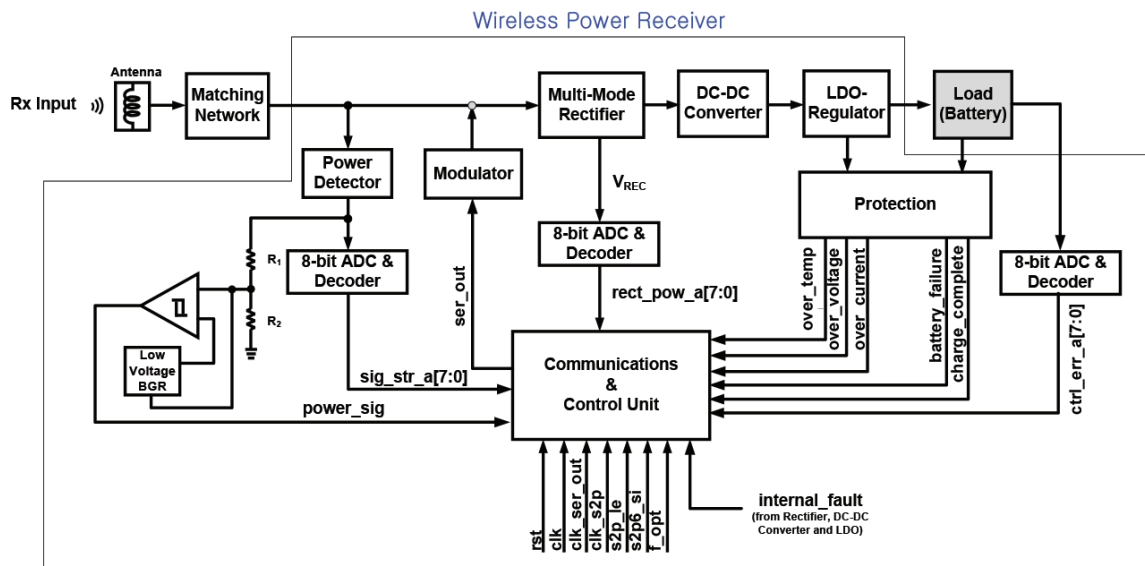 Wireless Power Receiver
Antenna
Rx Input
Matching
Network
Multi-Mode
Rectifier
DC-DC
Converter
LDO-
Regulator
Load
(Battery)
Power
Detector
Modulator
VREC
Protection
R1
R2
8-bit ADC &
Decoder
8-bit ADC &
Decoder
8-bit ADC &
Decoder
ser_out
rect_pow_a[7:0]
over_temp
over_voltage
over_current
battery_failure
charge_complete
ctrl_err_a[7:0]
Low
Voltage
BGR
sig_str_a[7:0]
power_sig
Communications
&
Control Unit
rst
clk
clk_ser_out
clk_s2p
s2p_le
s2p6_si
f_opt
internal_fault
(from Rectifier, DC-DC
Converter and LDO)